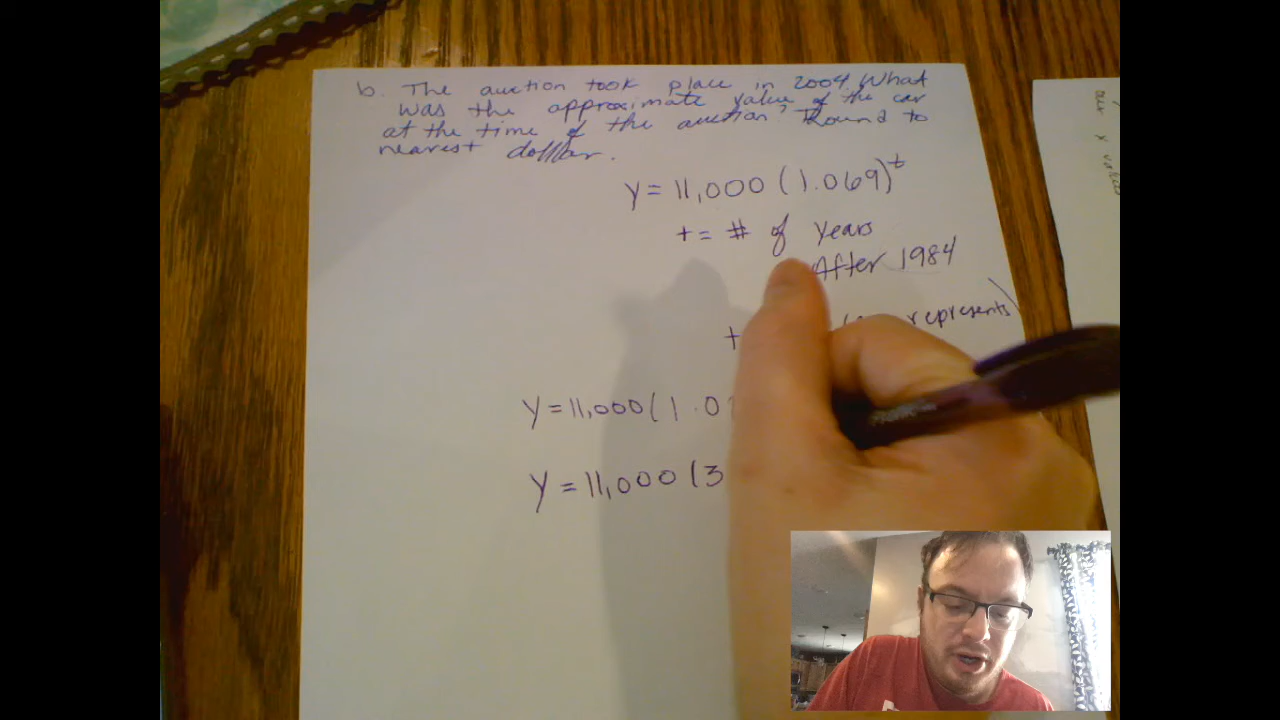 b. The auction took place in 2004. What
was the approximate value of the car
at the time of the auction? Round to
nearest dollar.
y = 11,000 (1.069)^t
t = # of years
After 1984
represents)
t
y = 11,000 (1.0
y = 11,000 (3